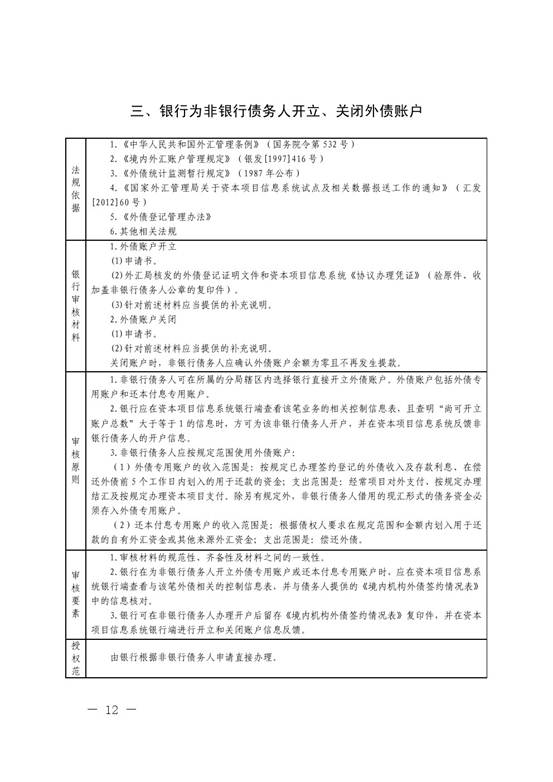 三、银行为非银行债务人开立、关闭外债账户
法规依据
1.《中华人民共和国外汇管理条例》（国务院令第 532 号）
2.《境内外汇账户管理规定》（银发[1997]416 号）
3.《外债统计监测暂行规定》（1987 年公布）
4.《国家外汇管理局关于资本项目信息系统试点及相关数据报送工作的通知》（汇发
[2012]60 号）
5.《外债登记管理办法》
6.其他相关法规
银行审核材料
1.外债账户开立
(1)申请书。
(2)外汇局核发的外债登记证明文件和资本项目信息系统《协议办理凭证》（验原件、收
加盖非银行债务人公章的复印件）。
(3)针对前述材料应当提供的补充说明。
2.外债账户关闭
(1)申请书。
(2)针对前述材料应当提供的补充说明。
关闭账户时，非银行债务人应确认外债账户余额为零且不再发生提款。
审核原则
1.非银行债务人可在所属的分局辖区内选择银行直接开立外债账户。外债账户包括外债专
用账户和还本付息专用账户。
2.银行应在资本项目信息系统银行端查看该笔业务的相关控制信息表，且查明“尚可开立
账户总数”大于等于 1 的信息时，方可为该非银行债务人开户，并在资本项目信息系统反馈非
银行债务人的开户信息。
3.非银行债务人应按规定范围使用外债账户：
（1）外债专用账户的收入范围是：按规定已办理签约登记的外债收入及存款利息、在偿
还外债前 5 个工作日内划入的用于还款的资金；支出范围是：经常项目对外支付、按规定办理
结汇及按规定办理资本项目支付。除另有规定外，非银行债务人借用的现汇形式的债务资金必
须存入外债专用账户。
（2）还本付息专用账户的收入范围是：根据债权人要求在规定范围和金额内划入用于还
款的自有外汇资金或其他来源外汇资金；支出范围是：偿还外债。
审核要素
1.审核材料的规范性、齐备性及材料之间的一致性。
2.银行在为非银行债务人开立外债专用账户或还本付息专用账户时，应在资本项目信息系
统银行端查看与该笔外债相关的控制信息表，并与债务人提供的《境内机构外债签约情况表》
中的信息核对。
3.银行可在非银行债务人办理开户后留存《境内机构外债签约情况表》复印件，并在资本
项目信息系统银行端进行开立和关闭账户信息反馈。
授权范
由银行根据非银行债务人申请直接办理。
— 12 —